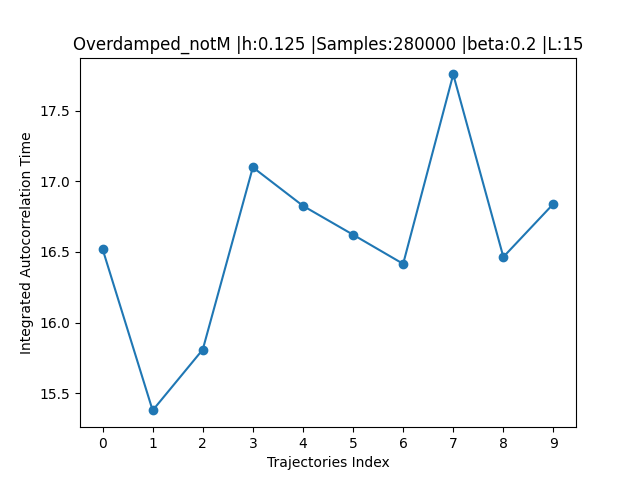 Overdamped_notM |h:0.125 |Samples:280000 |beta:0.2 |L:15
Integrated Autocorrelation Time
17.5
17.0
16.5
16.0
15.5
0 1 2 3 4 5 6 7 8 9
Trajectories Index